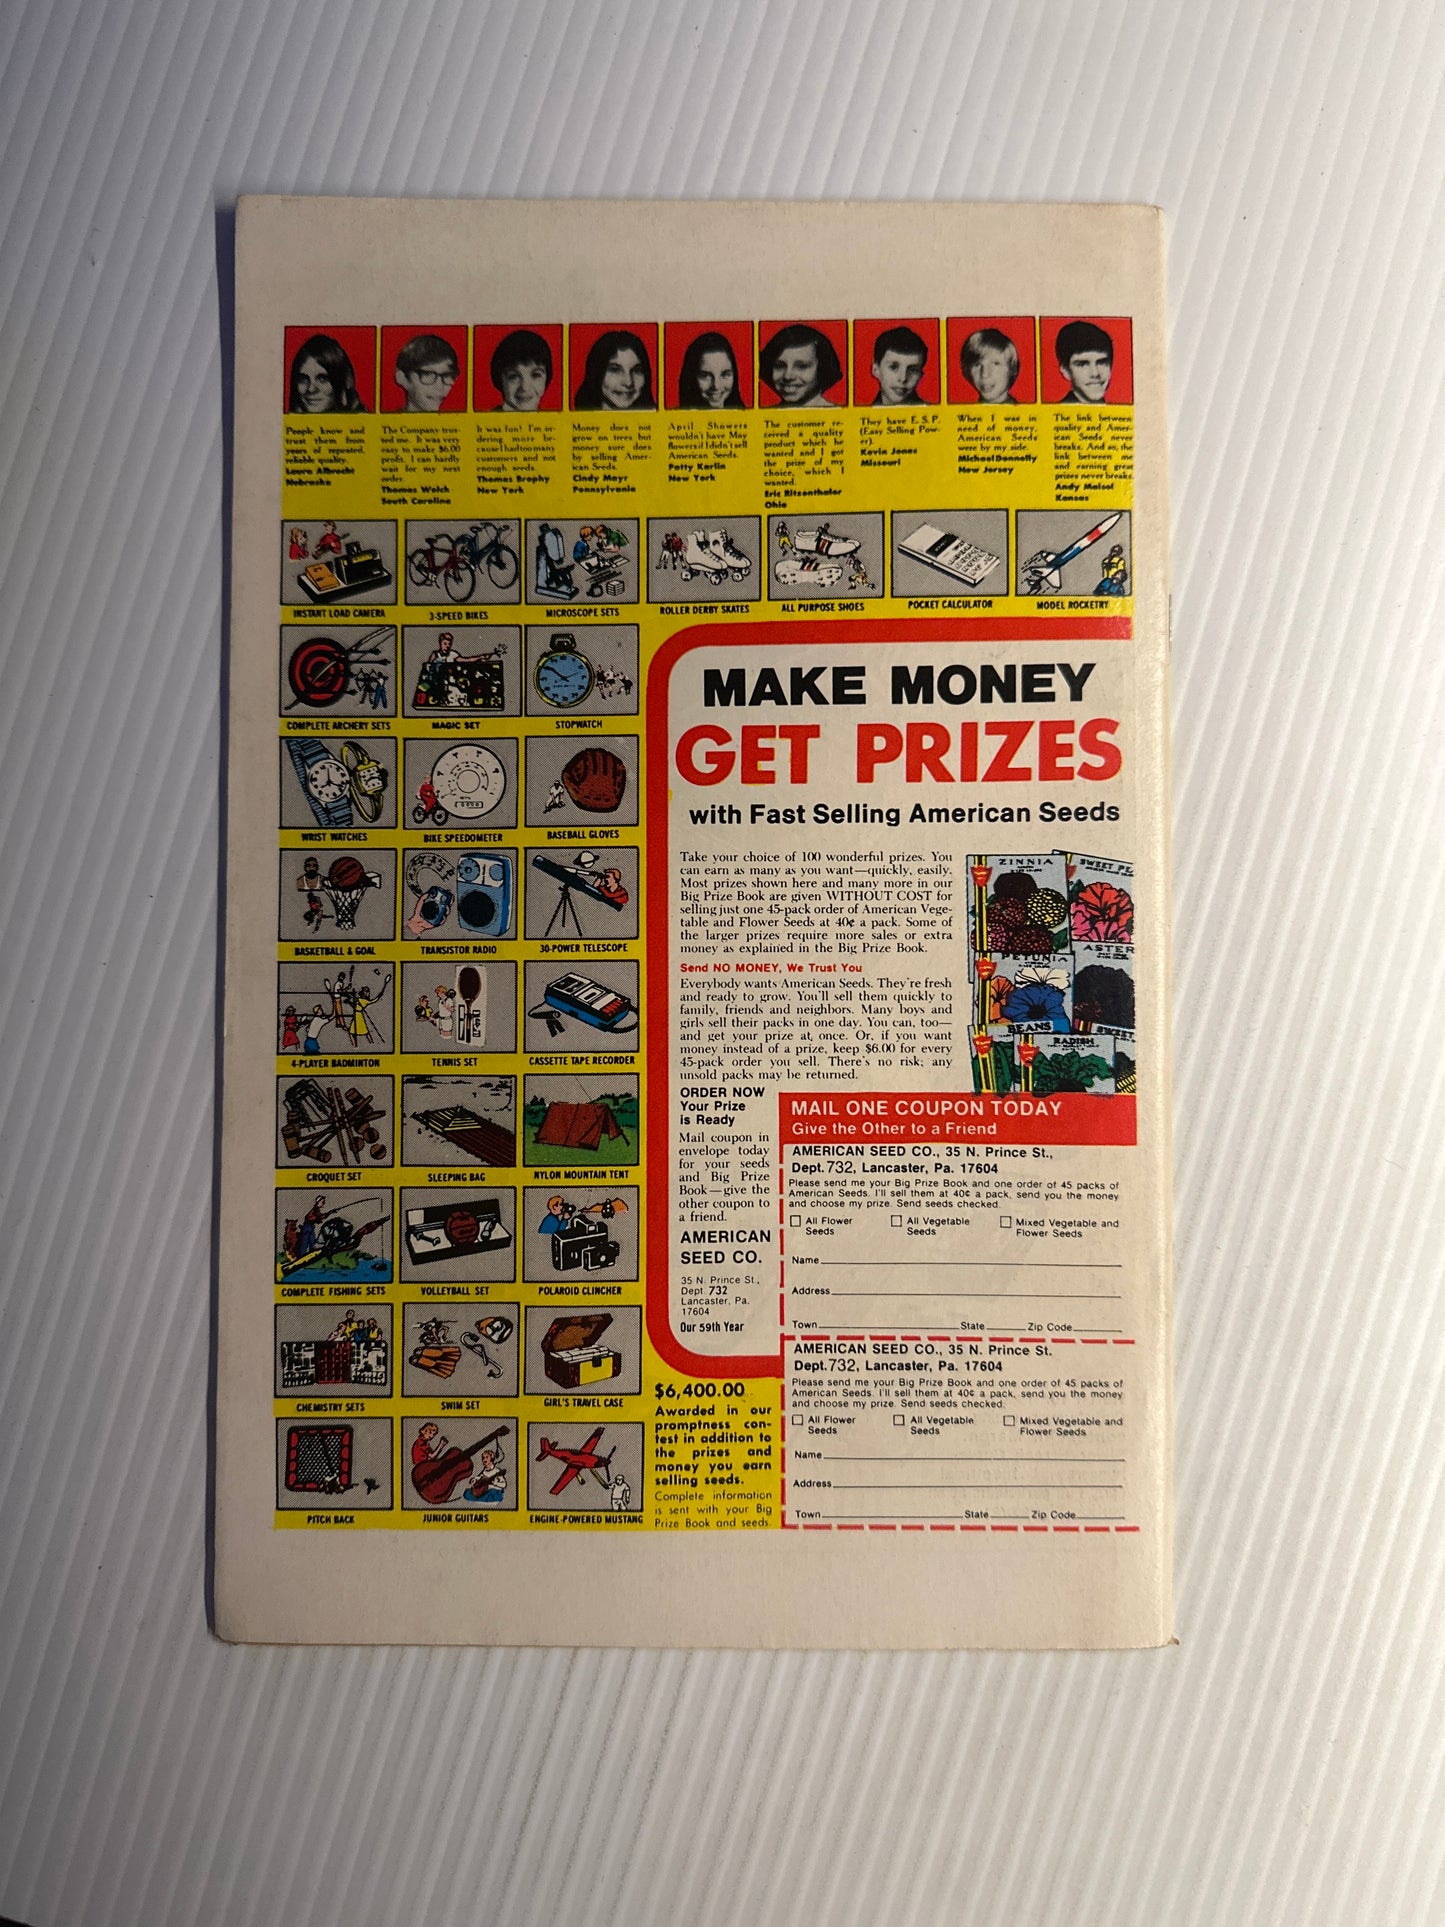 People know and
trust them from
years of repeated,
reliable quality.
Laura Albrecht
Nebraska
The Company trus-
ted me. It was very
easy to make $6.00
profit. I can hardly
wait for my next
order.
Thomas Welch
South Carolina
It was fun! I'm or-
dering more be-
cause I had too many
customers and not
enough seeds.
Thomas Brophy
New York
Money does not
grow on trees but
money sure does
by selling Amer-
ican Seeds.
Cindy Mayr
Pennsylvania
April Showers
wouldn't have May
flowers if I didn't sell
American Seeds.
Patty Karlin
New York
The customer re-
ceived a quality
product which he
wanted and I got
the prize of my
choice, which I
wanted.
Eric Ritzenthaler
Ohio
They have E. S. P.
(Easy Selling Pow-
er).
Kevin Jones
Missouri
When I was in
need of money,
American Seeds
were by my side.
Michael Donnelly
New Jersey
The link between
quality and Amer-
ican Seeds never
breaks. And so, the
link between me
and earning great
prizes never breaks.
Andy Maisel
Kansas
INSTANT LOAD CAMERA
3-SPEED BIKES
MICROSCOPE SETS
ROLLER DERBY SKATES
ALL PURPOSE SHOES
POCKET CALCULATOR
MODEL ROCKETRY
COMPLETE ARCHERY SETS
MAGIC SET
STOPWATCH
WRIST WATCHES
BIKE SPEEDOMETER
BASEBALL GLOVES
BASKETBALL & GOAL
TRANSISTOR RADIO
30-POWER TELESCOPE
4-PLAYER BADMINTON
TENNIS SET
CASSETTE TAPE RECORDER
CROQUET SET
SLEEPING BAG
NYLON MOUNTAIN TENT
COMPLETE FISHING SETS
VOLLEYBALL SET
POLAROID CLINCHER
CHEMISTRY SETS
SWIM SET
GIRL'S TRAVEL CASE
PITCH BACK
JUNIOR GUITARS
ENGINE-POWERED MUSTANG
MAKE MONEY
GET PRIZES
with Fast Selling American Seeds
Take your choice of 100 wonderful prizes. You
can earn as many as you want—quickly, easily.
Most prizes shown here and many more in our
Big Prize Book are given WITHOUT COST for
selling just one 45-pack order of American Vege-
table and Flower Seeds at 40¢ a pack. Some of
the larger prizes require more sales or extra
money as explained in the Big Prize Book.
Send NO MONEY, We Trust You
Everybody wants American Seeds. They're fresh
and ready to grow. You'll sell them quickly to
family, friends and neighbors. Many boys and
girls sell their packs in one day. You can, too—
and get your prize at once. Or, if you want
money instead of a prize, keep $6.00 for every
45-pack order you sell. There's no risk; any
unsold packs may be returned.
ZINNIA
SWEET PE
ASTER
PETUNIA
BEANS
SWEET
RADISH
ORDER NOW
Your Prize
is Ready
Mail coupon in
envelope today
for your seeds
and Big Prize
Book—give the
other coupon to
a friend.
AMERICAN
SEED CO.
35 N. Prince St.,
Dept. 732
Lancaster, Pa.
17604
Our 59th Year
MAIL ONE COUPON TODAY
Give the Other to a Friend
AMERICAN SEED CO., 35 N. Prince St.,
Dept. 732, Lancaster, Pa. 17604
Please send me your Big Prize Book and one order of 45 packs of
American Seeds. I'll sell them at 40¢ a pack, send you the money
and choose my prize. Send seeds checked.
All Flower
Seeds
All Vegetable
Seeds
Mixed Vegetable and
Flower Seeds
Name
Address
Town State Zip Code
AMERICAN SEED CO., 35 N. Prince St.
Dept. 732, Lancaster, Pa. 17604
Please send me your Big Prize Book and one order of 45 packs of
American Seeds. I'll sell them at 40¢ a pack, send you the money
and choose my prize. Send seeds checked.
All Flower
Seeds
All Vegetable
Seeds
Mixed Vegetable and
Flower Seeds
Name
Address
Town State Zip Code
$6,400.00
Awarded in our
promptness con-
test in addition to
the prizes and
money you earn
selling seeds.
Complete information
is sent with your Big
Prize Book and seeds.